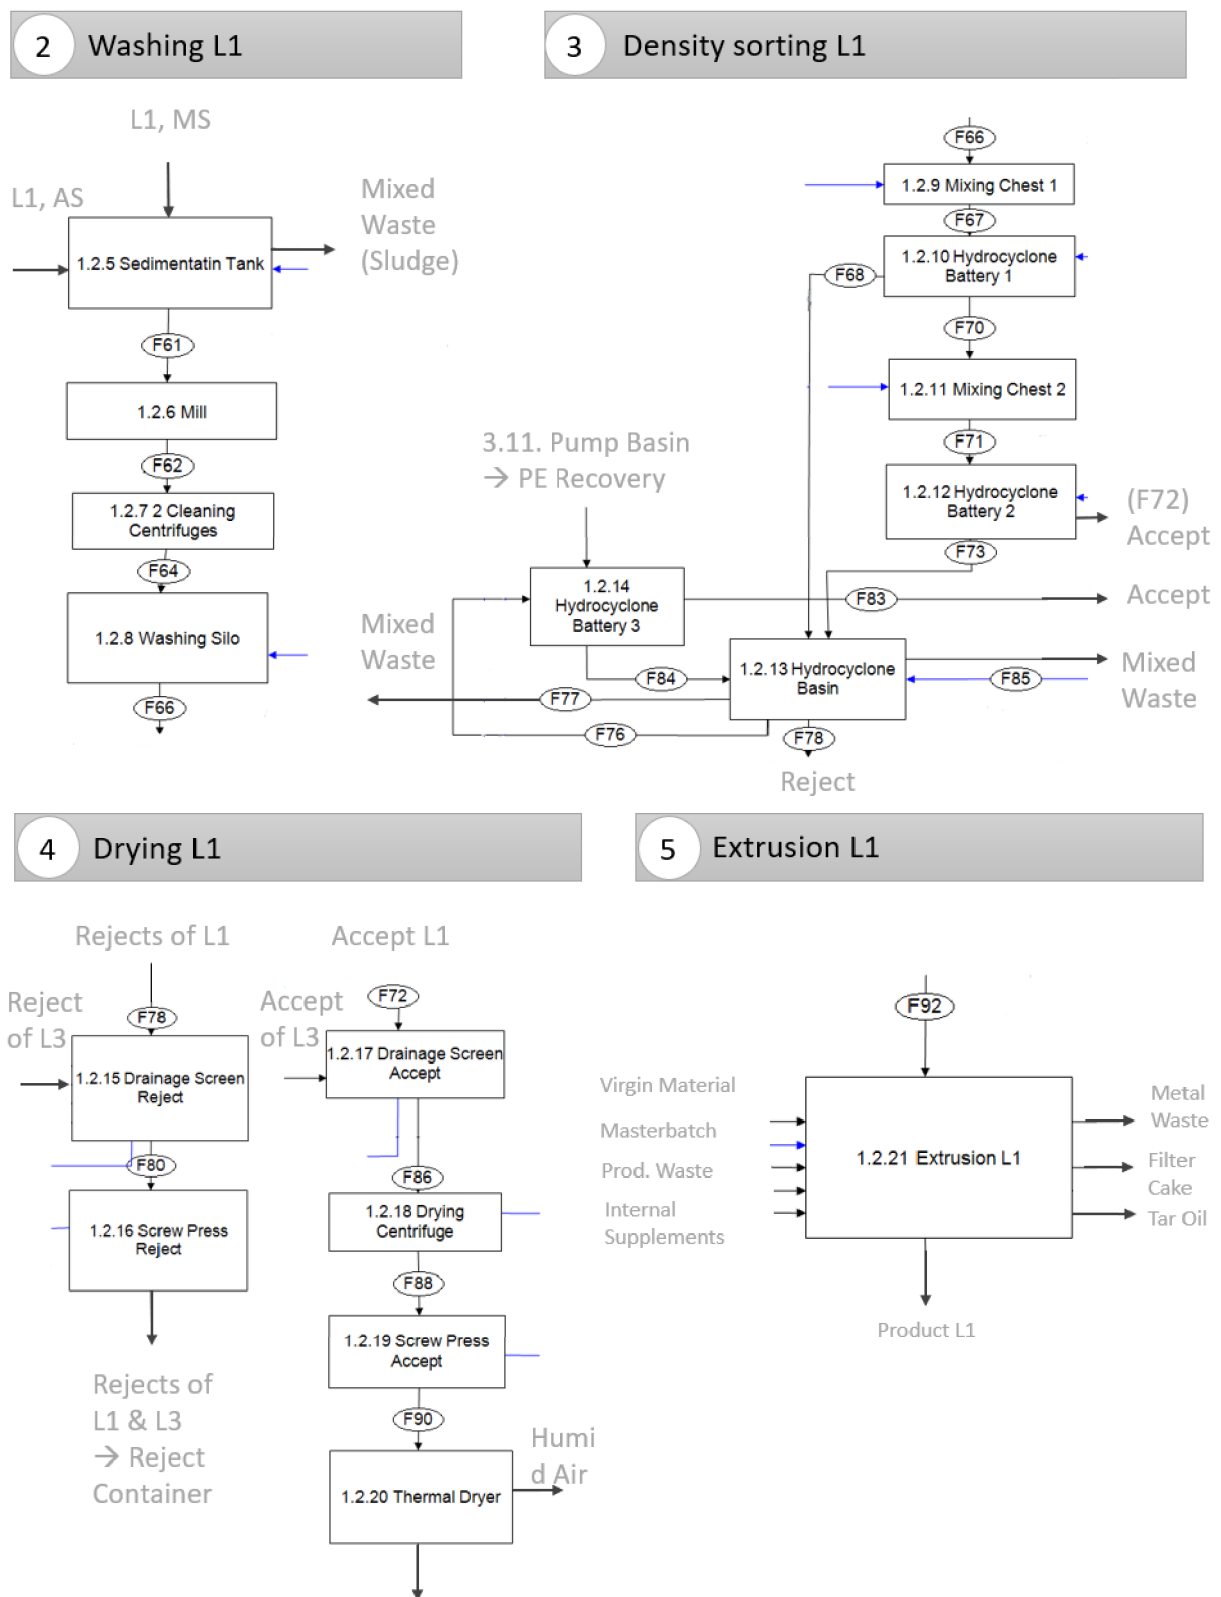 2 Washing L1
L1, MS
L1, AS
Mixed
Waste
(Sludge)
1.2.5 Sedimentatin Tank
F61
1.2.6 Mill
F62
1.2.7 2 Cleaning
Centrifuges
F64
1.2.8 Washing Silo
F66
3 Density sorting L1
F66
1.2.9 Mixing Chest 1
F67
1.2.10 Hydrocyclone
Battery 1
F68
F70
1.2.11 Mixing Chest 2
F71
3.11. Pump Basin
→ PE Recovery
1.2.12 Hydrocyclone
Battery 2
(F72)
Accept
F73
1.2.14
Hydrocyclone
Battery 3
F83
Accept
Mixed
Waste
1.2.13 Hydrocyclone
Basin
Mixed
Waste
F84
F85
F77
F76
F78
Reject
4 Drying L1
Rejects of L1
Reject
of L3
F78
1.2.15 Drainage Screen
Reject
F80
1.2.16 Screw Press
Reject
Rejects of
L1 & L3
→ Reject
Container
Accept L1
Accept
of L3
F72
1.2.17 Drainage Screen
Accept
F86
1.2.18 Drying
Centrifuge
F88
1.2.19 Screw Press
Accept
F90
1.2.20 Thermal Dryer
Humi
d Air
5 Extrusion L1
F92
Virgin Material
Masterbatch
Prod. Waste
Internal
Supplements
1.2.21 Extrusion L1
Metal
Waste
Filter
Cake
Tar Oil
Product L1